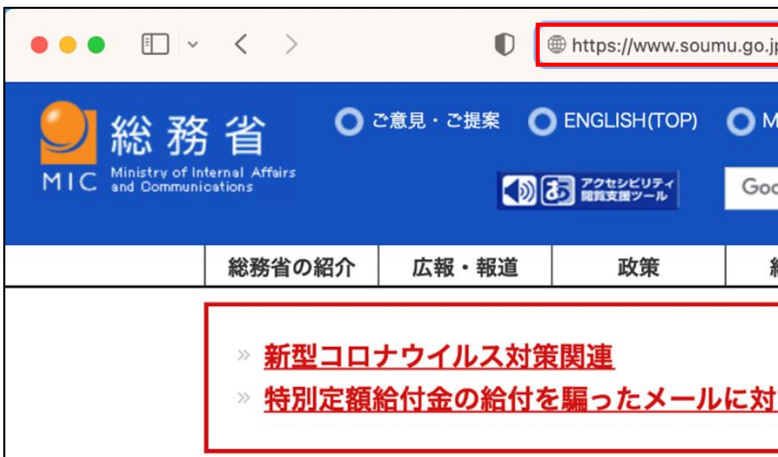 https://www.soumu.go.jp
総務省
MIC Ministry of Internal Affairs
and Communications
ご意見・ご提案 ENGLISH(TOP) M
あ アクセシビリティ
閲覧支援ツール
Goo
総務省の紹介 広報・報道 政策
» 新型コロナウイルス対策関連
» 特別定額給付金の給付を騙ったメールに対